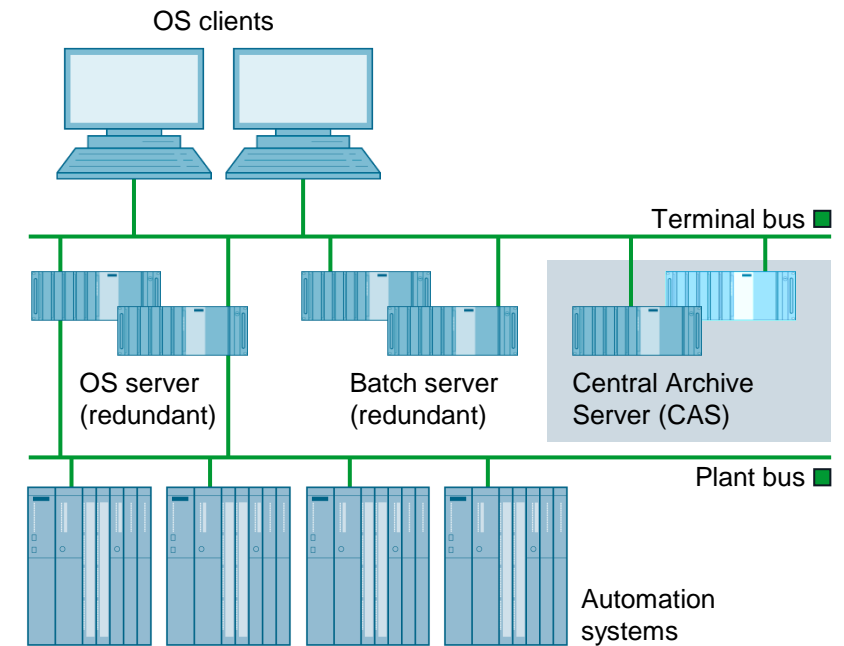 OS clients
Terminal bus
OS server
(redundant)
Batch server
(redundant)
Central Archive
Server (CAS)
Plant bus
Automation
systems